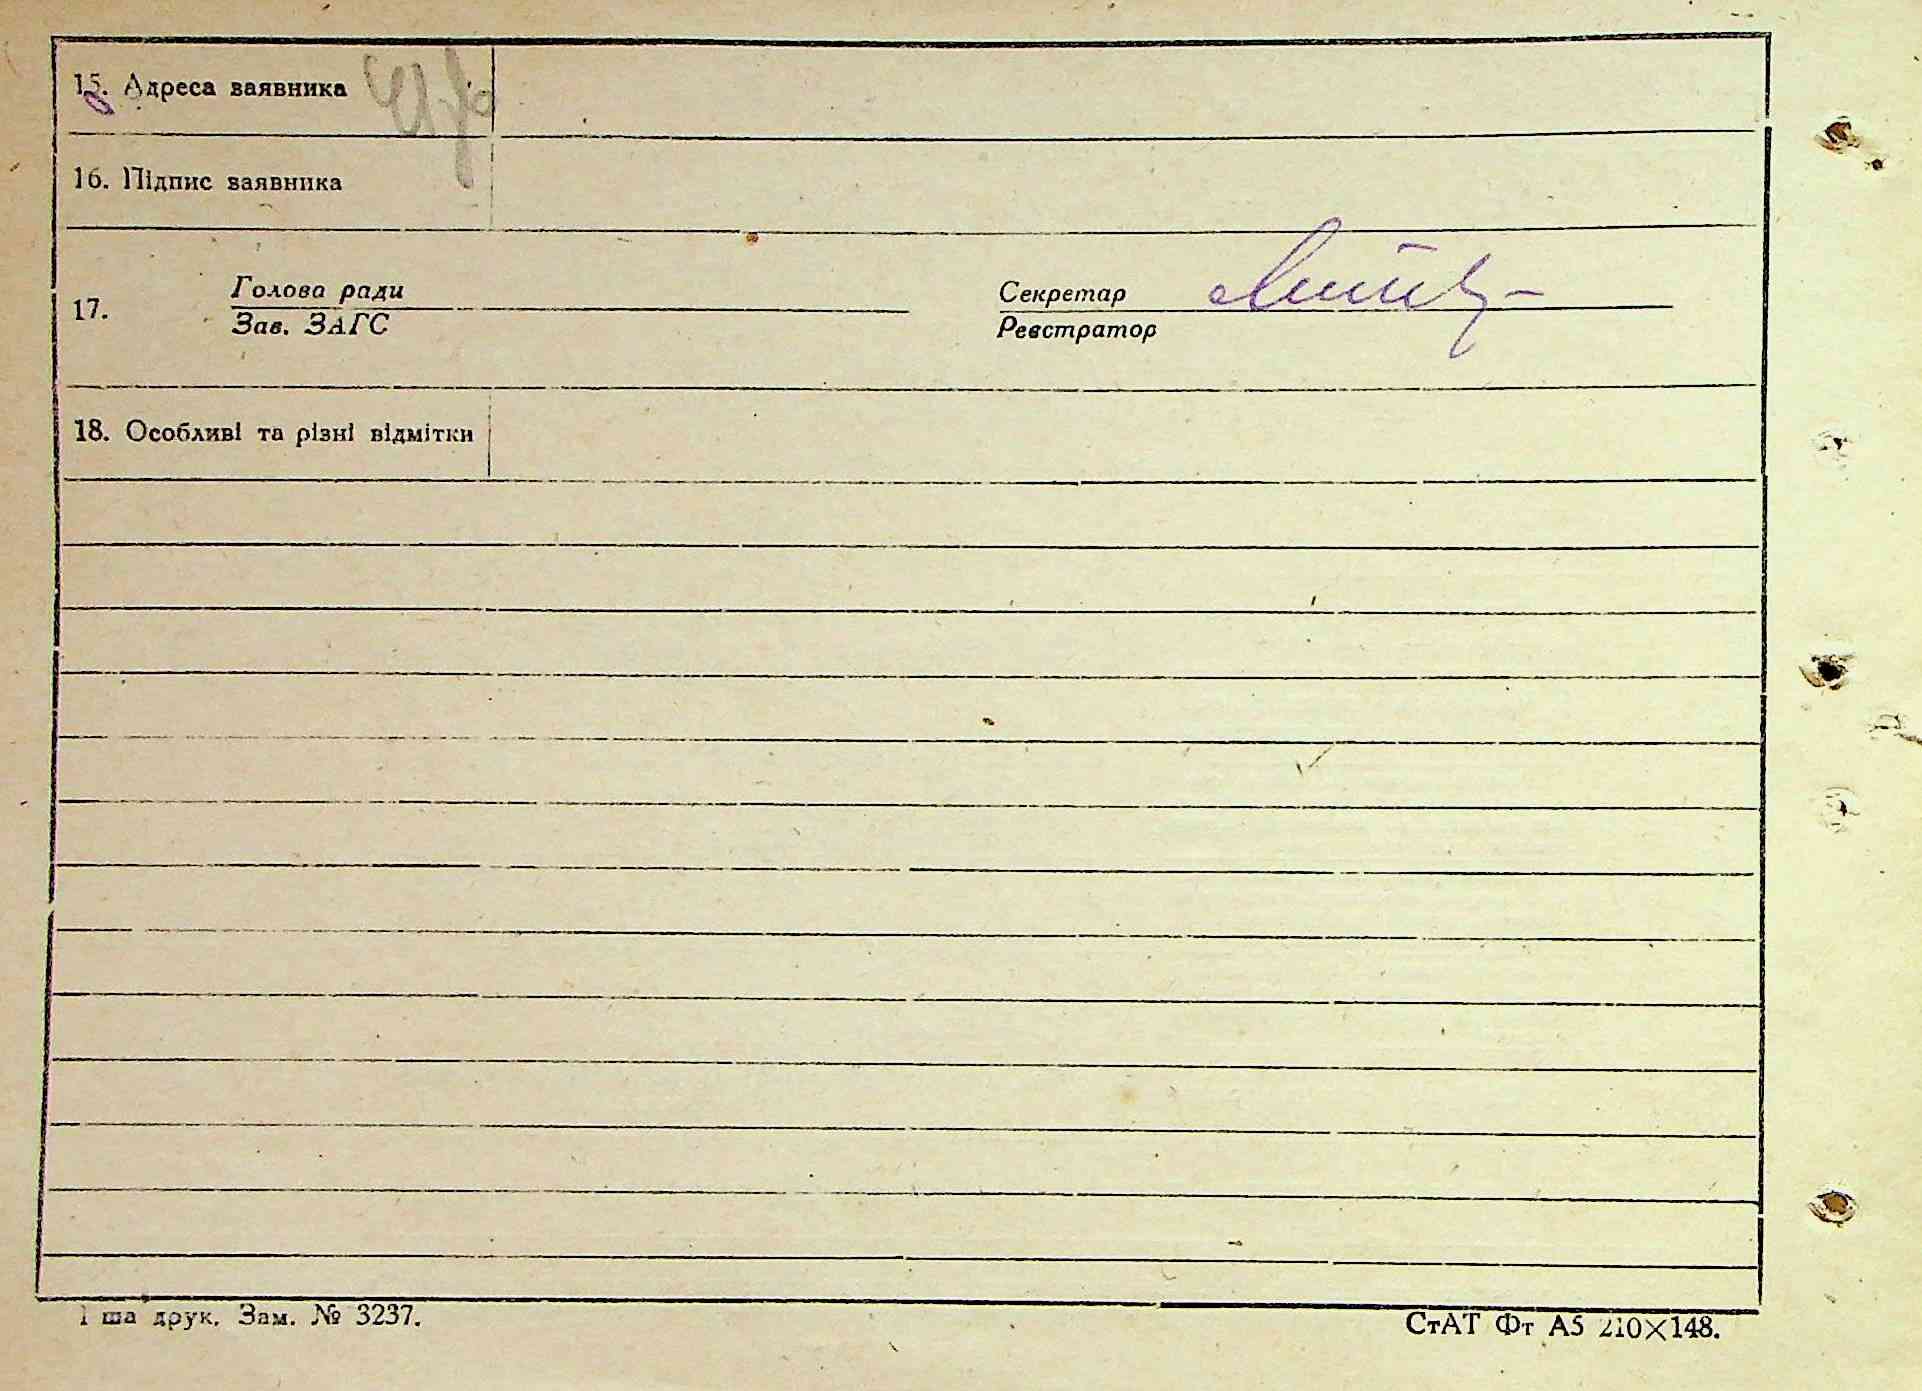 15. Адреса заявника
16. Підпис заявника
17.
Голова ради
Зав. ЗАГС
Секретар
Реєстратор
18. Особливі та різні відмітки
1 ша друк. Зам. № 3237.
СтАТ Фт А5 210×148.